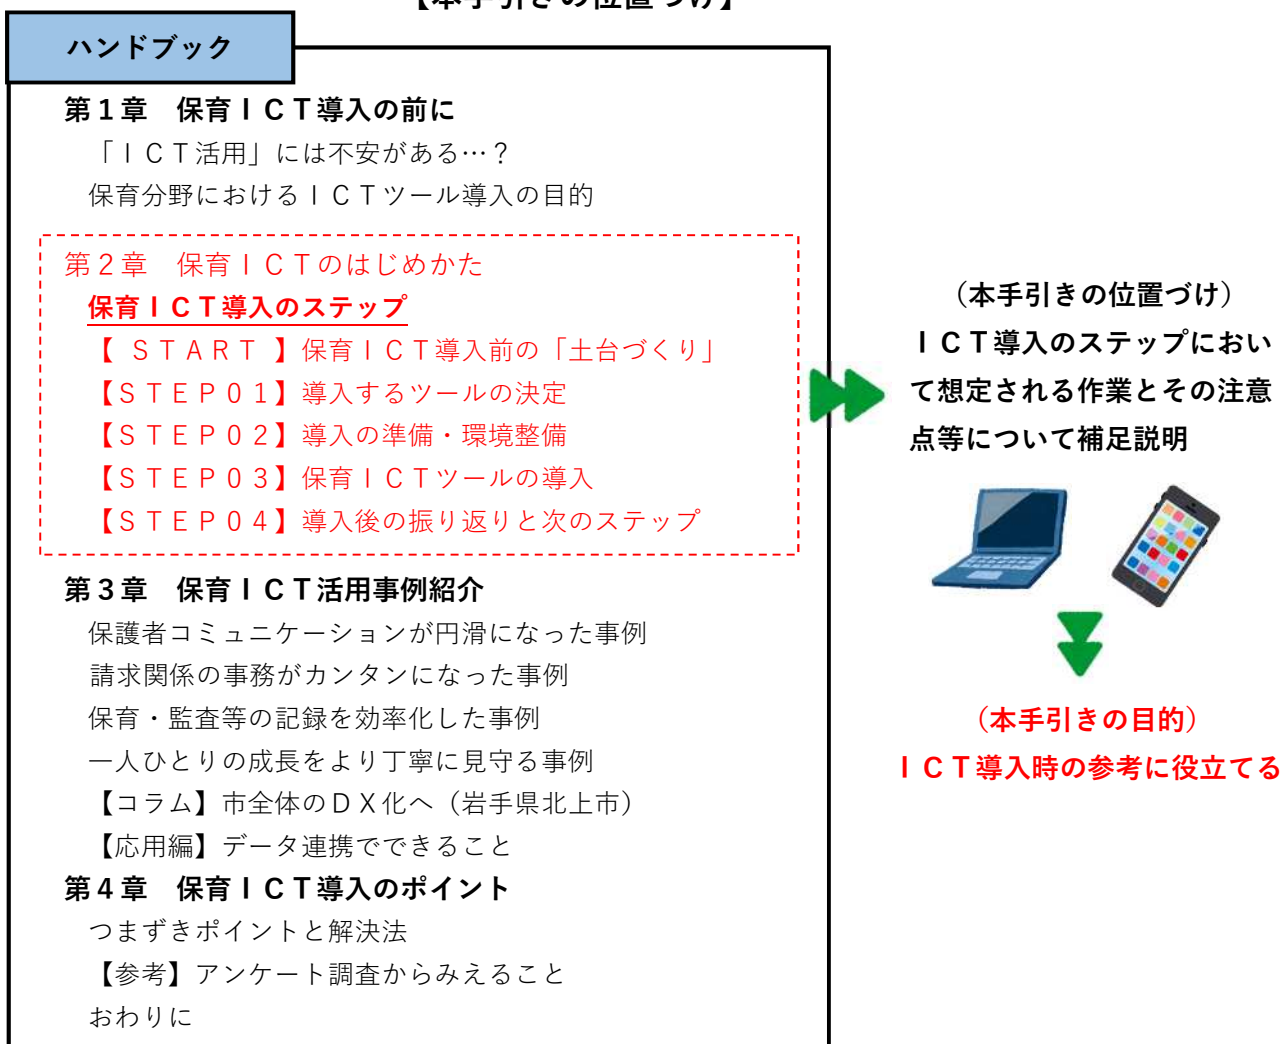 【本手引きの位置づけ】
ハンドブック
第１章　保育ＩＣＴ導入の前に
「ＩＣＴ活用」には不安がある…？
保育分野におけるＩＣＴツール導入の目的
第２章　保育ＩＣＴのはじめかた
保育ＩＣＴ導入のステップ
【 ＳＴＡＲＴ 】保育ＩＣＴ導入前の「土台づくり」
【ＳＴＥＰ０１】導入するツールの決定
【ＳＴＥＰ０２】導入の準備・環境整備
【ＳＴＥＰ０３】保育ＩＣＴツールの導入
【ＳＴＥＰ０４】導入後の振り返りと次のステップ
第３章　保育ＩＣＴ活用事例紹介
保護者コミュニケーションが円滑になった事例
請求関係の事務がカンタンになった事例
保育・監査等の記録を効率化した事例
一人ひとりの成長をより丁寧に見守る事例
【コラム】市全体のＤＸ化へ（岩手県北上市）
【応用編】データ連携でできること
第４章　保育ＩＣＴ導入のポイント
つまずきポイントと解決法
【参考】アンケート調査からみえること
おわりに
（本手引きの位置づけ）
ＩＣＴ導入のステップにおい
て想定される作業とその注意
点等について補足説明
（本手引きの目的）
ＩＣＴ導入時の参考に役立てる